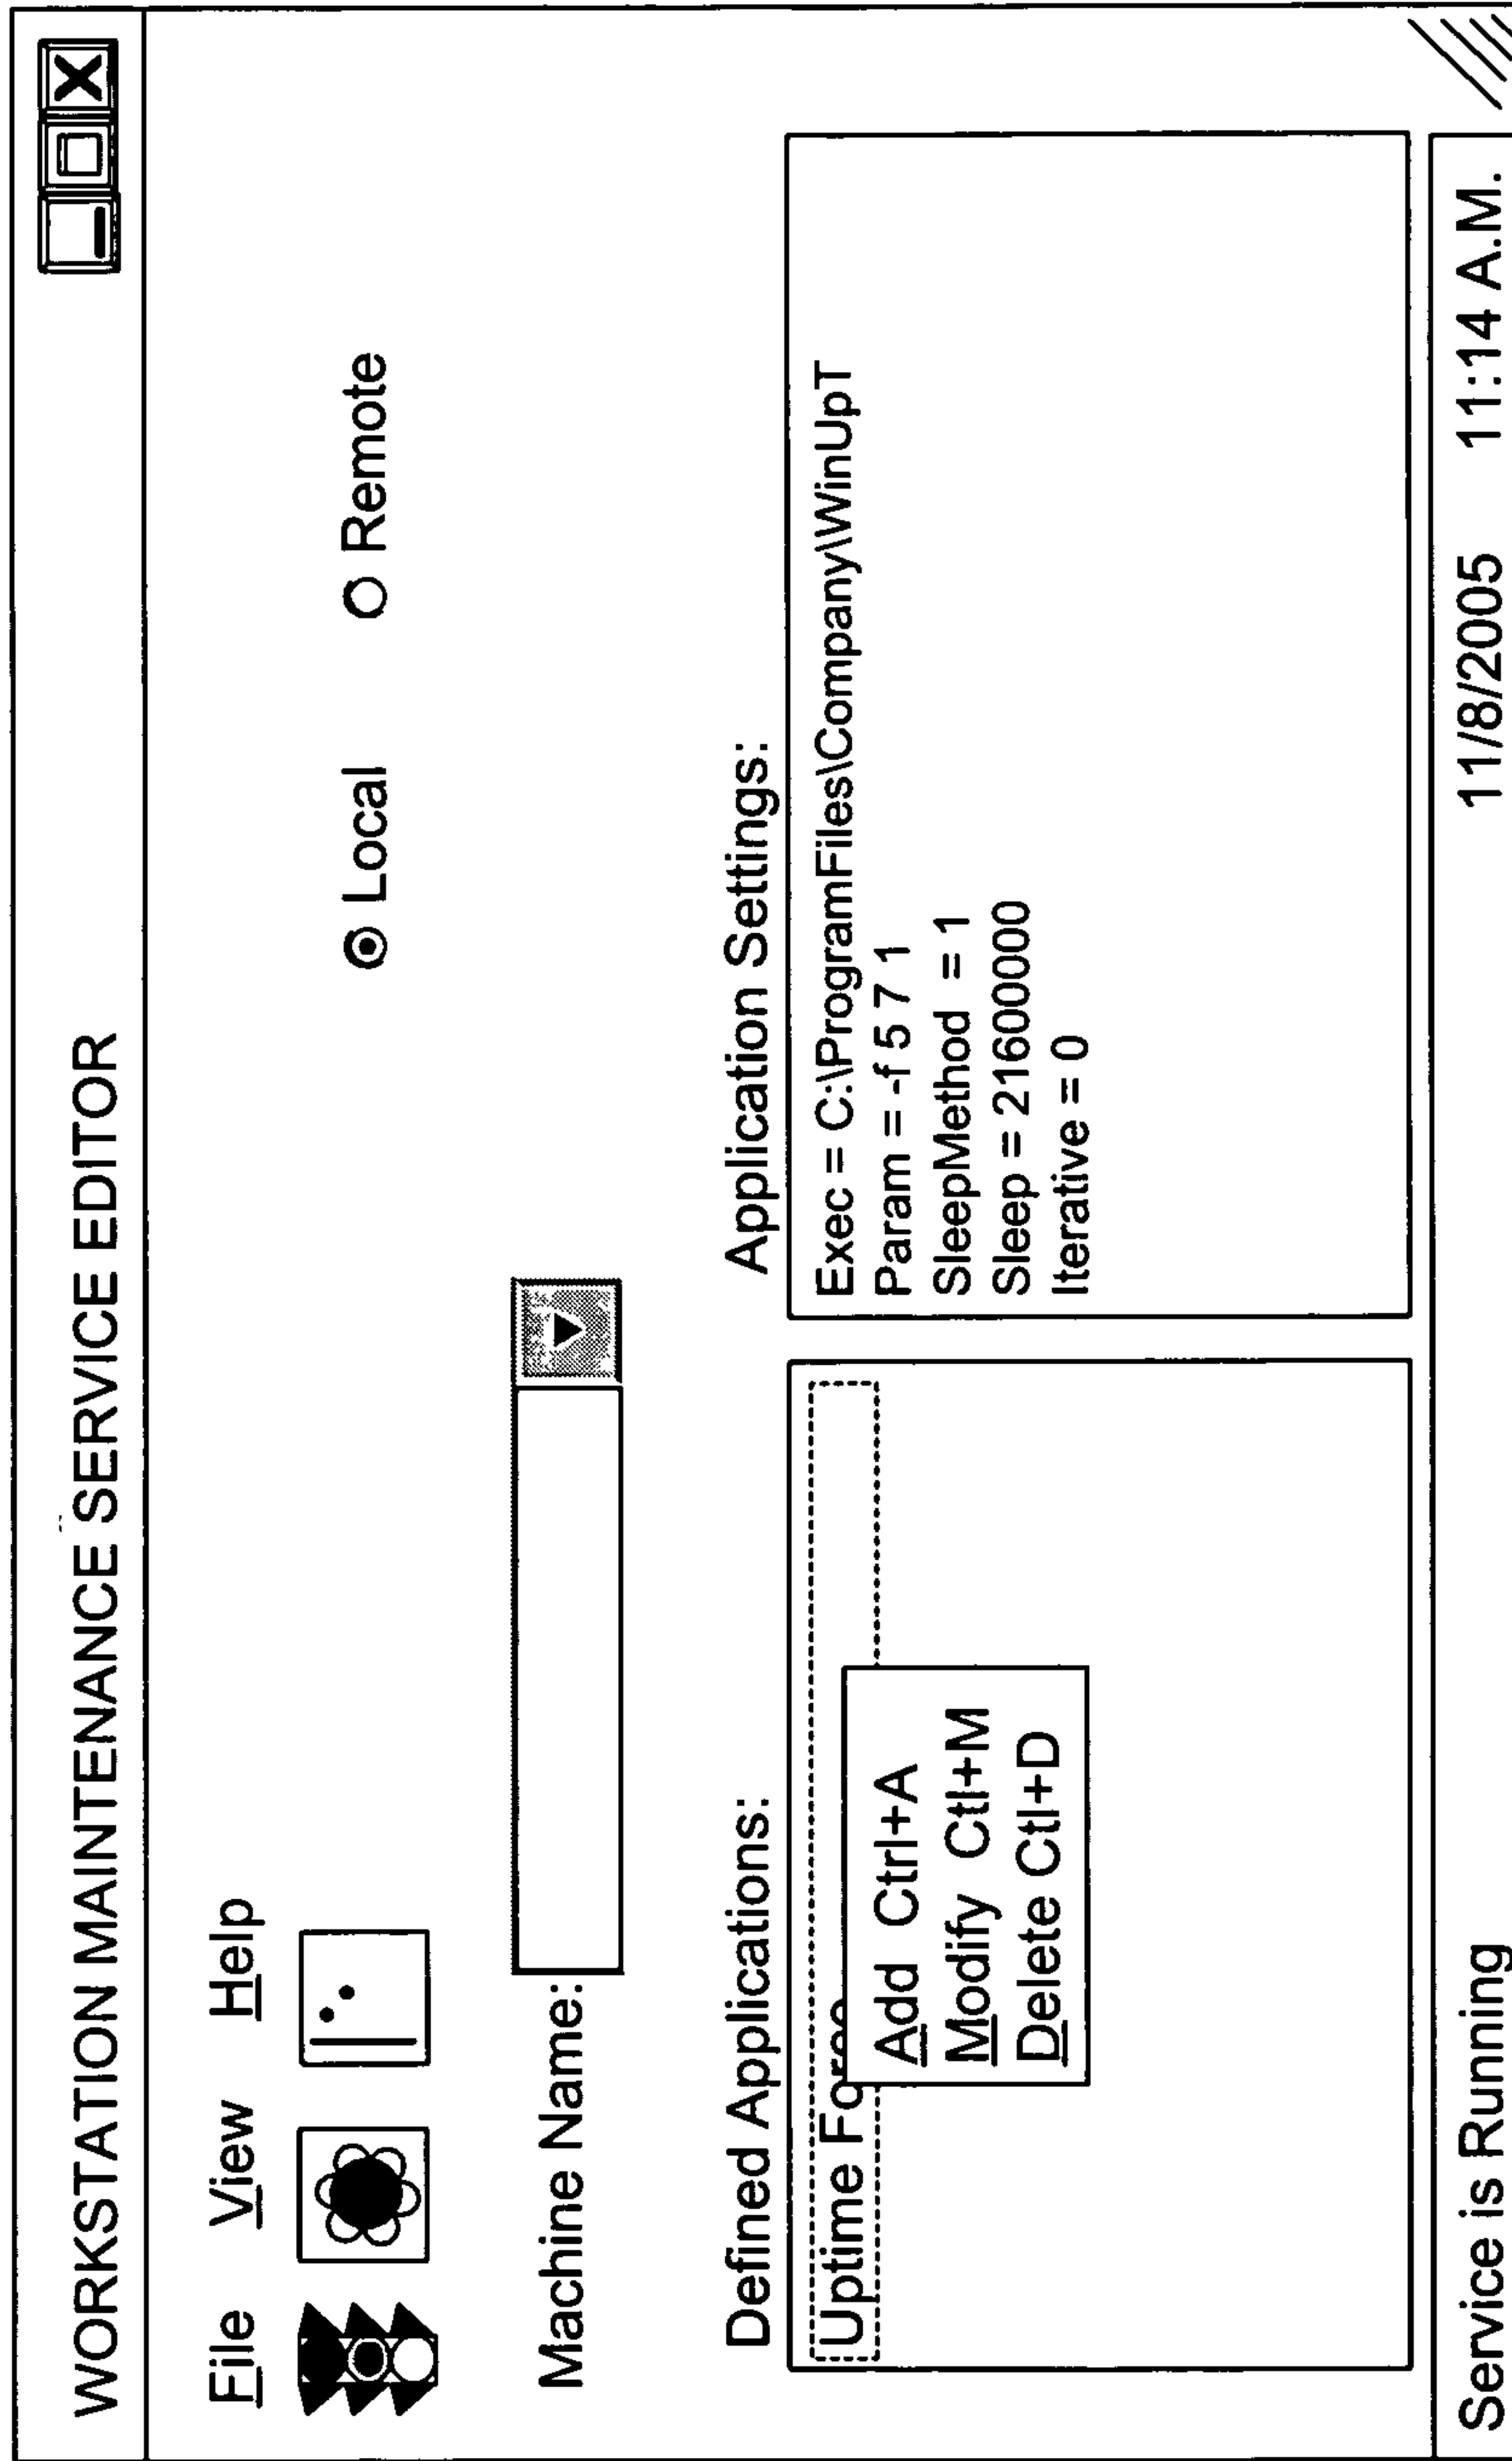 WORKSTATION MAINTENANCE SERVICE EDITOR
File View Help
Local Remote
Machine Name:
Defined Applications:
Uptime Force
Add Ctrl+A
Modify Ctl+M
Delete Ctl+D
Application Settings:
Exec = C:\ProgramFiles\Company\WinUpT
Param = -f 5 7 1
SleepMethod = 1
Sleep = 21600000
Iterative = 0
Service is Running 11/8/2005 11:14 A.M.